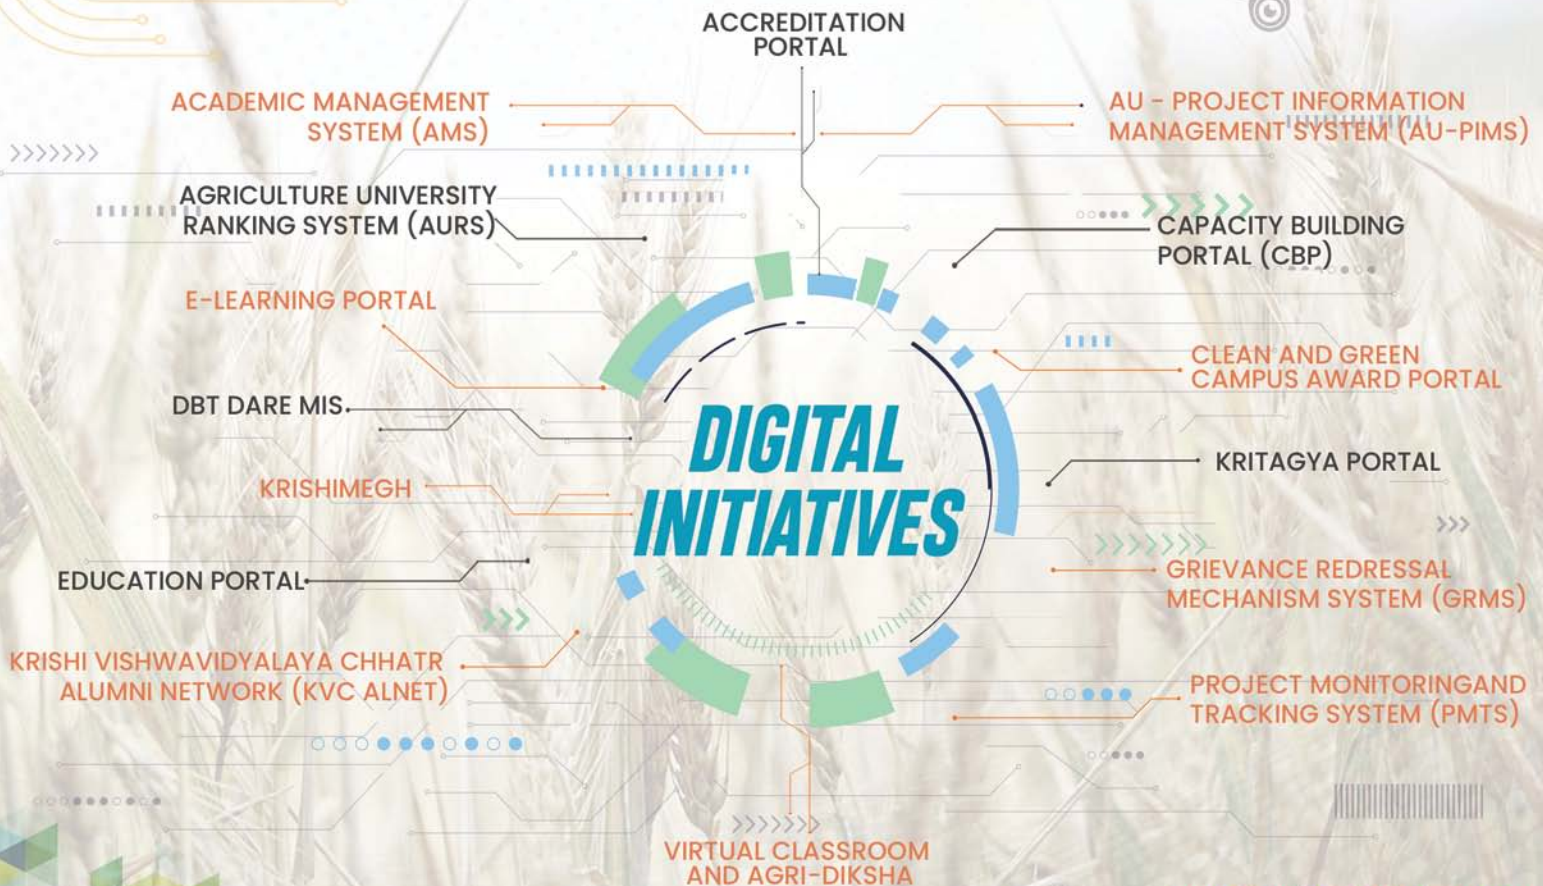 ACCREDITATION
PORTAL
ACADEMIC MANAGEMENT
SYSTEM (AMS)
AU - PROJECT INFORMATION
MANAGEMENT SYSTEM (AU-PIMS)
AGRICULTURE UNIVERSITY
RANKING SYSTEM (AURS)
CAPACITY BUILDING
PORTAL (CBP)
E-LEARNING PORTAL
CLEAN AND GREEN
CAMPUS AWARD PORTAL
DBT DARE MIS
DIGITAL
INITIATIVES
KRITAGYA PORTAL
KRISHIMEGH
EDUCATION PORTAL
GRIEVANCE REDRESSAL
MECHANISM SYSTEM (GRMS)
KRISHI VISHWAVIDYALAYA CHHATR
ALUMNI NETWORK (KVC ALNET)
PROJECT MONITORINGAND
TRACKING SYSTEM (PMTS)
VIRTUAL CLASSROOM
AND AGRI-DIKSHA